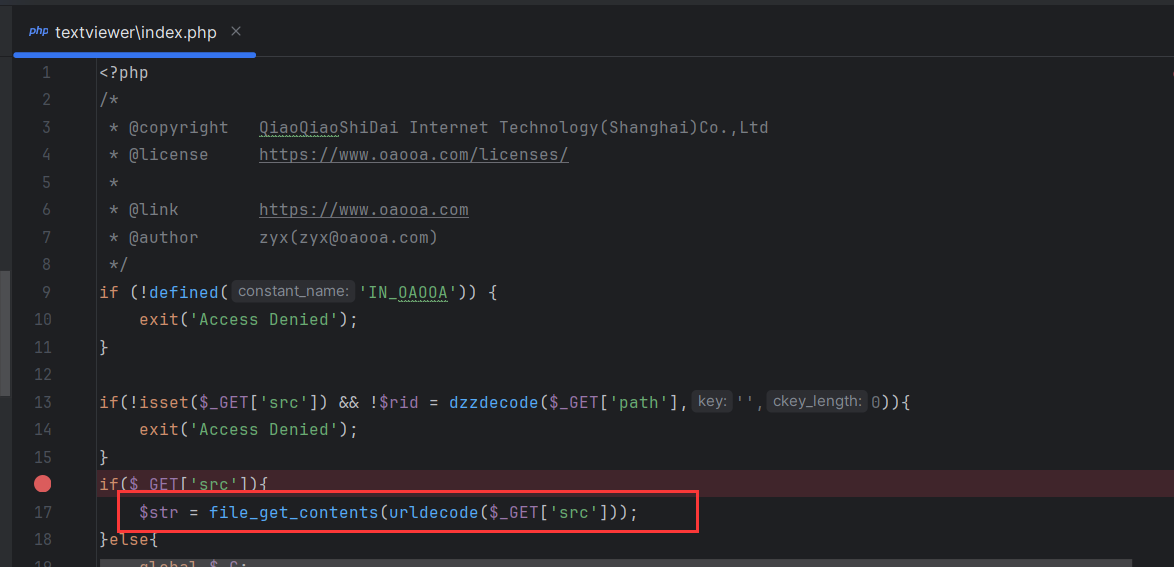 php textviewer\index.php ×
1 <?php
2 /*
3 * @copyright QiaoQiaoShiDai Internet Technology(Shanghai)Co.,Ltd
4 * @license https://www.oaooa.com/licenses/
5 *
6 * @link https://www.oaooa.com
7 * @author zyx(zyx@oaooa.com)
8 */
9 if (!defined( constant_name: 'IN_OAOOA')) {
10 exit('Access Denied');
11 }
12
13 if(!isset($_GET['src']) && !$rid = dzzdecode($_GET['path'], key: '', ckey_length: 0)){
14 exit('Access Denied');
15 }
if($_GET['src']){
17 $str = file_get_contents(urldecode($_GET['src']));
18 }else{
19 global $_G;